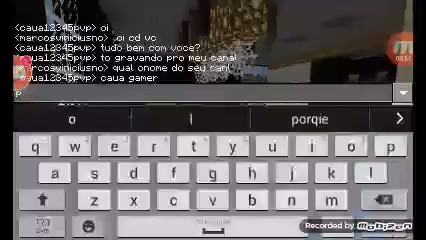 <caua12345pvp> oi
<marcosviniciusno> oi cd vc
<caua12345pvp> tudo bem com voce?
<caua12345pvp> to gravando pro meu canal
marcosviniciusno> qual onome do seu canl
caua12345pvp> caua gamer
P
o l porqie >
q w e r t y u i o p
a s d f g h j k l
z x c v b n m
Recorded by